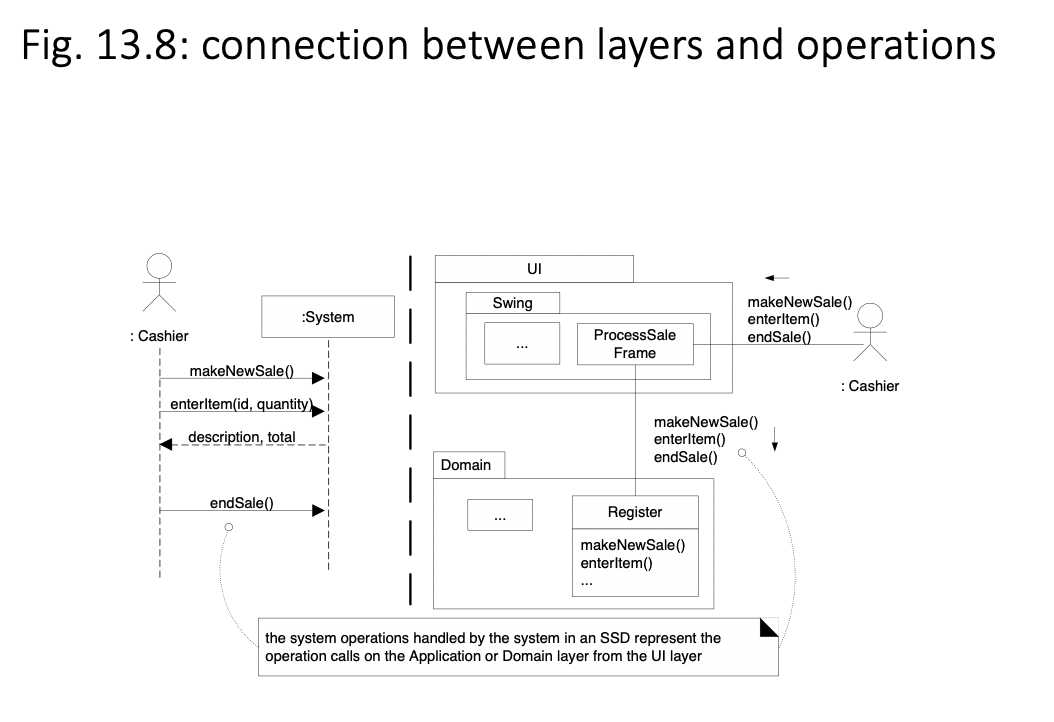 Fig. 13.8: connection between layers and operations
: Cashier
:System
makeNewSale()
enterItem(id, quantity)
description, total
endSale()
UI
Swing
...
ProcessSale
Frame
makeNewSale()
enterItem()
endSale()
: Cashier
makeNewSale()
enterItem()
endSale()
Domain
...
Register
makeNewSale()
enterItem()
...
the system operations handled by the system in an SSD represent the
operation calls on the Application or Domain layer from the UI layer